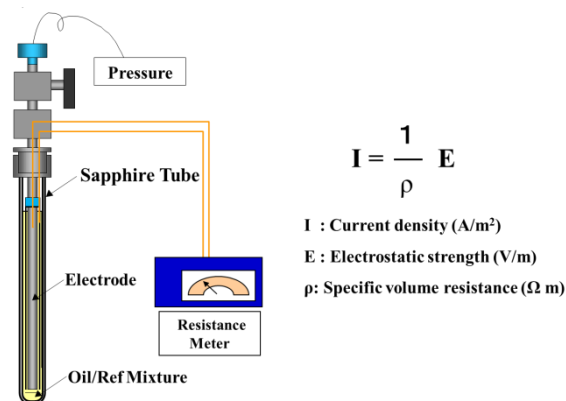 Pressure
Sapphire Tube
Electrode
Resistance
Meter
Oil/Ref Mixture
I = 1/ρ E
I : Current density (A/m²)
E : Electrostatic strength (V/m)
ρ: Specific volume resistance (Ω m)